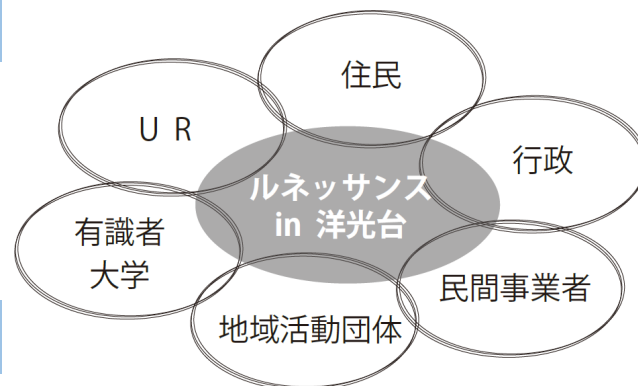 住民
U R
行政
ルネッサンス
in 洋光台
有識者
大学
民間事業者
地域活動団体